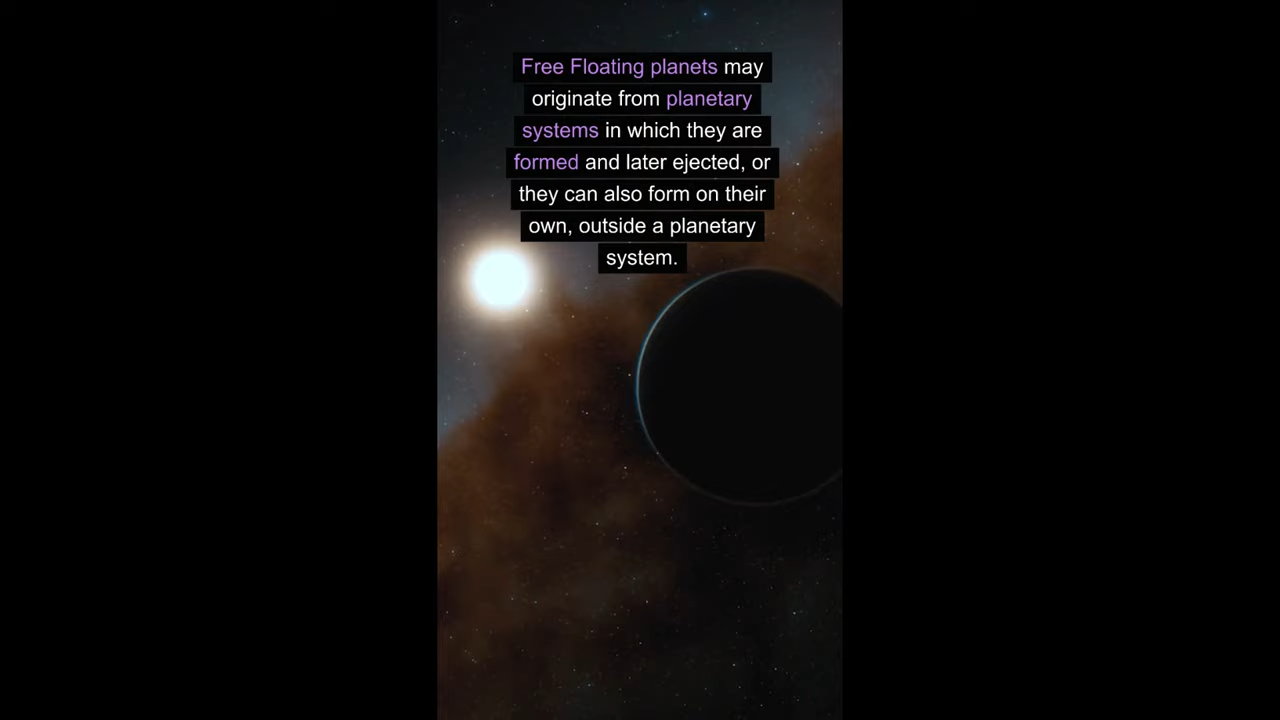 Free Floating planets may
originate from planetary
systems in which they are
formed and later ejected, or
they can also form on their
own, outside a planetary
system.